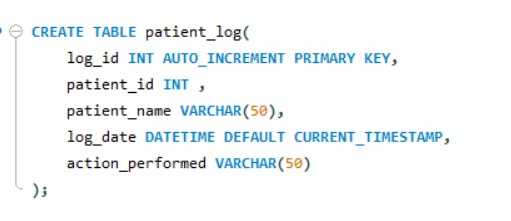 CREATE TABLE patient_log(
log_id INT AUTO_INCREMENT PRIMARY KEY,
patient_id INT ,
patient_name VARCHAR(50),
log_date DATETIME DEFAULT CURRENT_TIMESTAMP,
action_performed VARCHAR(50)
);